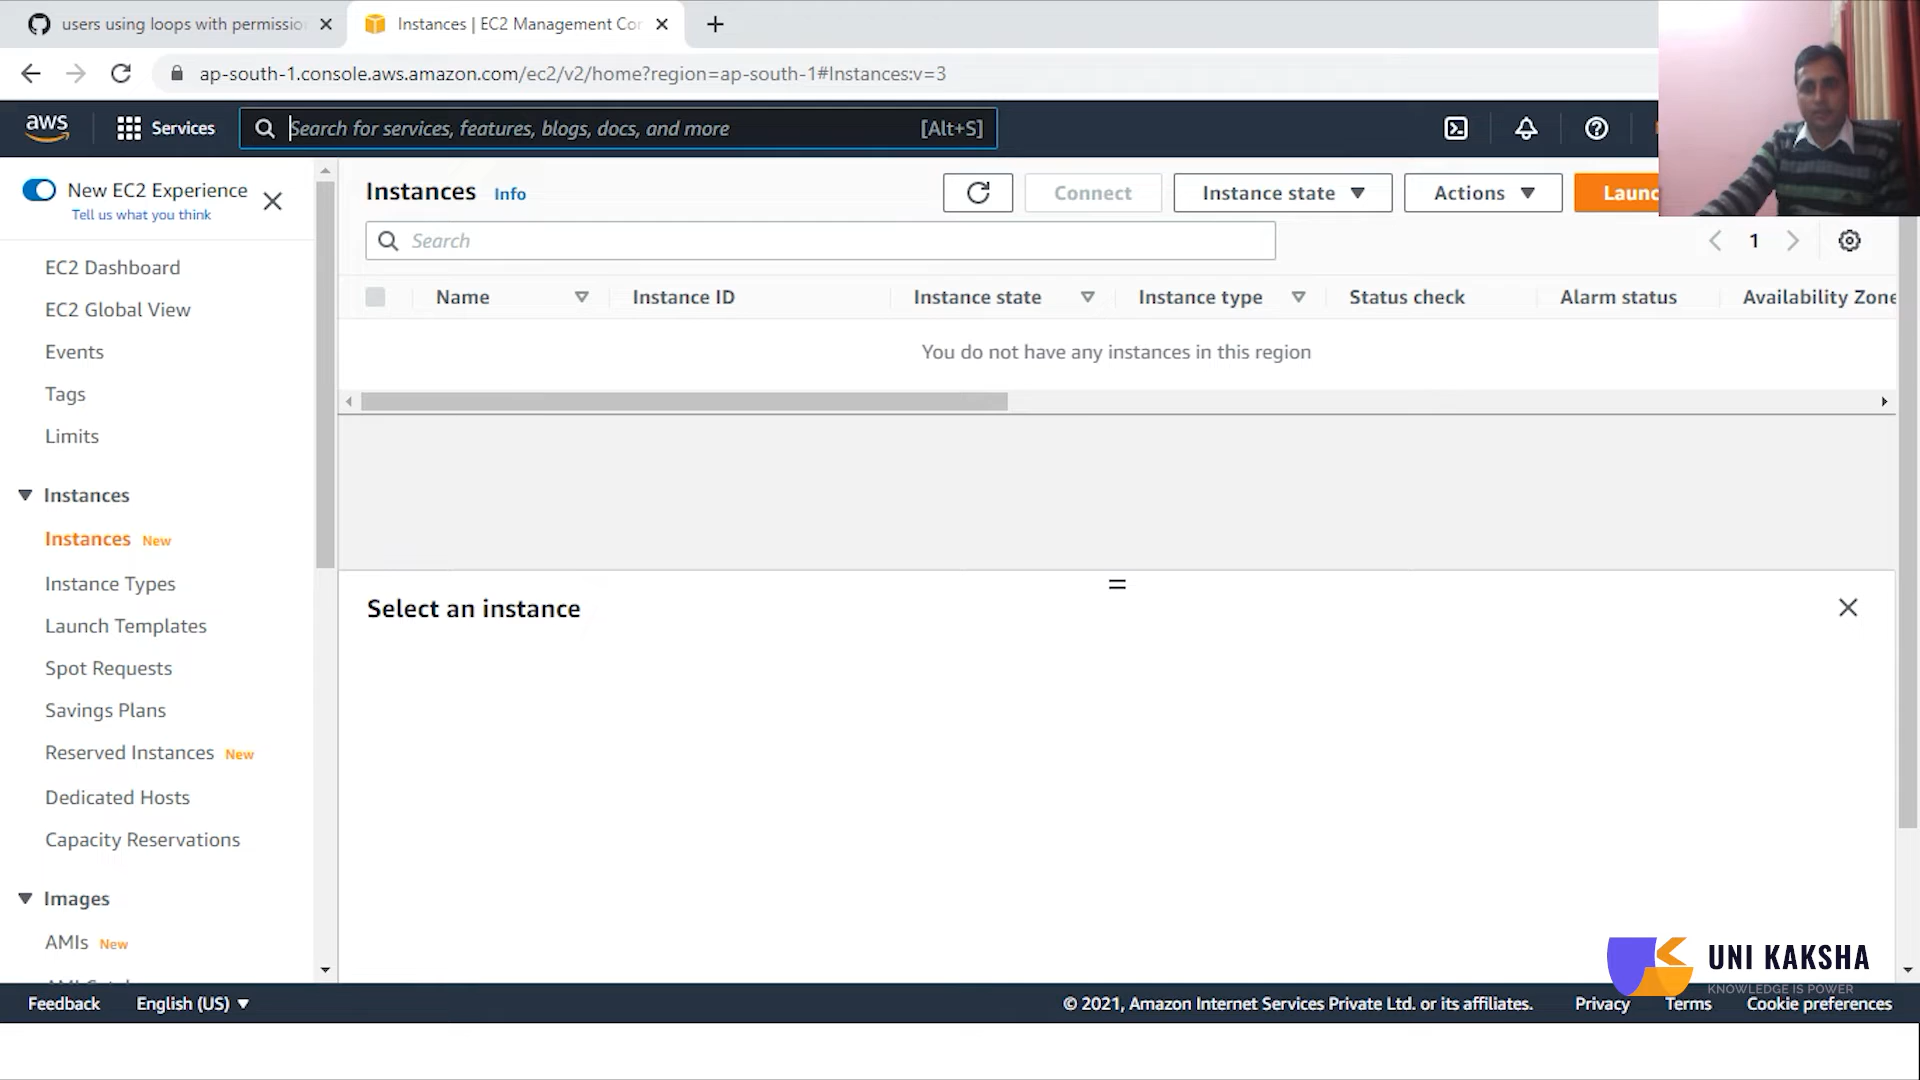 users using loops with permissio
Instances | EC2 Management Cor
ap-south-1.console.aws.amazon.com/ec2/v2/home?region=ap-south-1#Instances:v=3
aws
Services
Search for services, features, blogs, docs, and more
[Alt+S]
New EC2 Experience
Tell us what you think
EC2 Dashboard
EC2 Global View
Events
Tags
Limits
Instances
Instances New
Instance Types
Launch Templates
Spot Requests
Savings Plans
Reserved Instances New
Dedicated Hosts
Capacity Reservations
Images
AMIs New
Instances Info
Connect
Instance state
Actions
Launc
Search
1
Name
Instance ID
Instance state
Instance type
Status check
Alarm status
Availability Zone
You do not have any instances in this region
Select an instance
UNI KAKSHA
KNOWLEDGE IS POWER
Feedback
English (US)
© 2021, Amazon Internet Services Private Ltd. or its affiliates.
Privacy
Terms
Cookie preferences